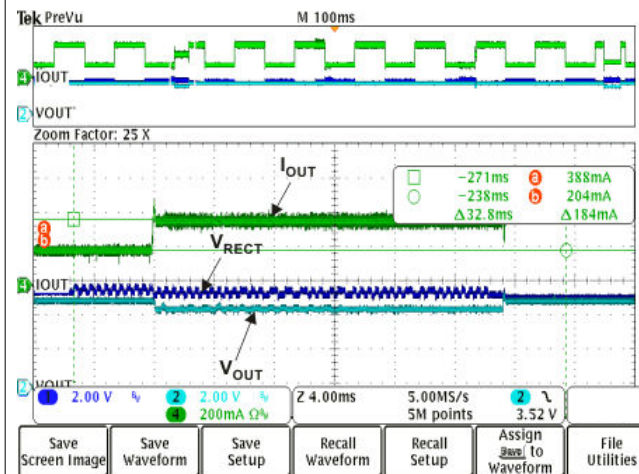 Tek PreVu M 100ms
4 IOUT
2 VOUT
Zoom Factor: 25 X
IOUT
-271ms a 388mA
-238ms b 204mA
Δ32.8ms Δ184mA
a
b
VRECT
4 IOUT
VOUT
2 VOUT
1 2.00 V 2 2.00 V Z 4.00ms 5.00MS/s 2
4 200mA Ω 5M points 3.52 V
Save Screen Image
Save Waveform
Save Setup
Recall Waveform
Recall Setup
Assign Save to Waveform
File Utilities